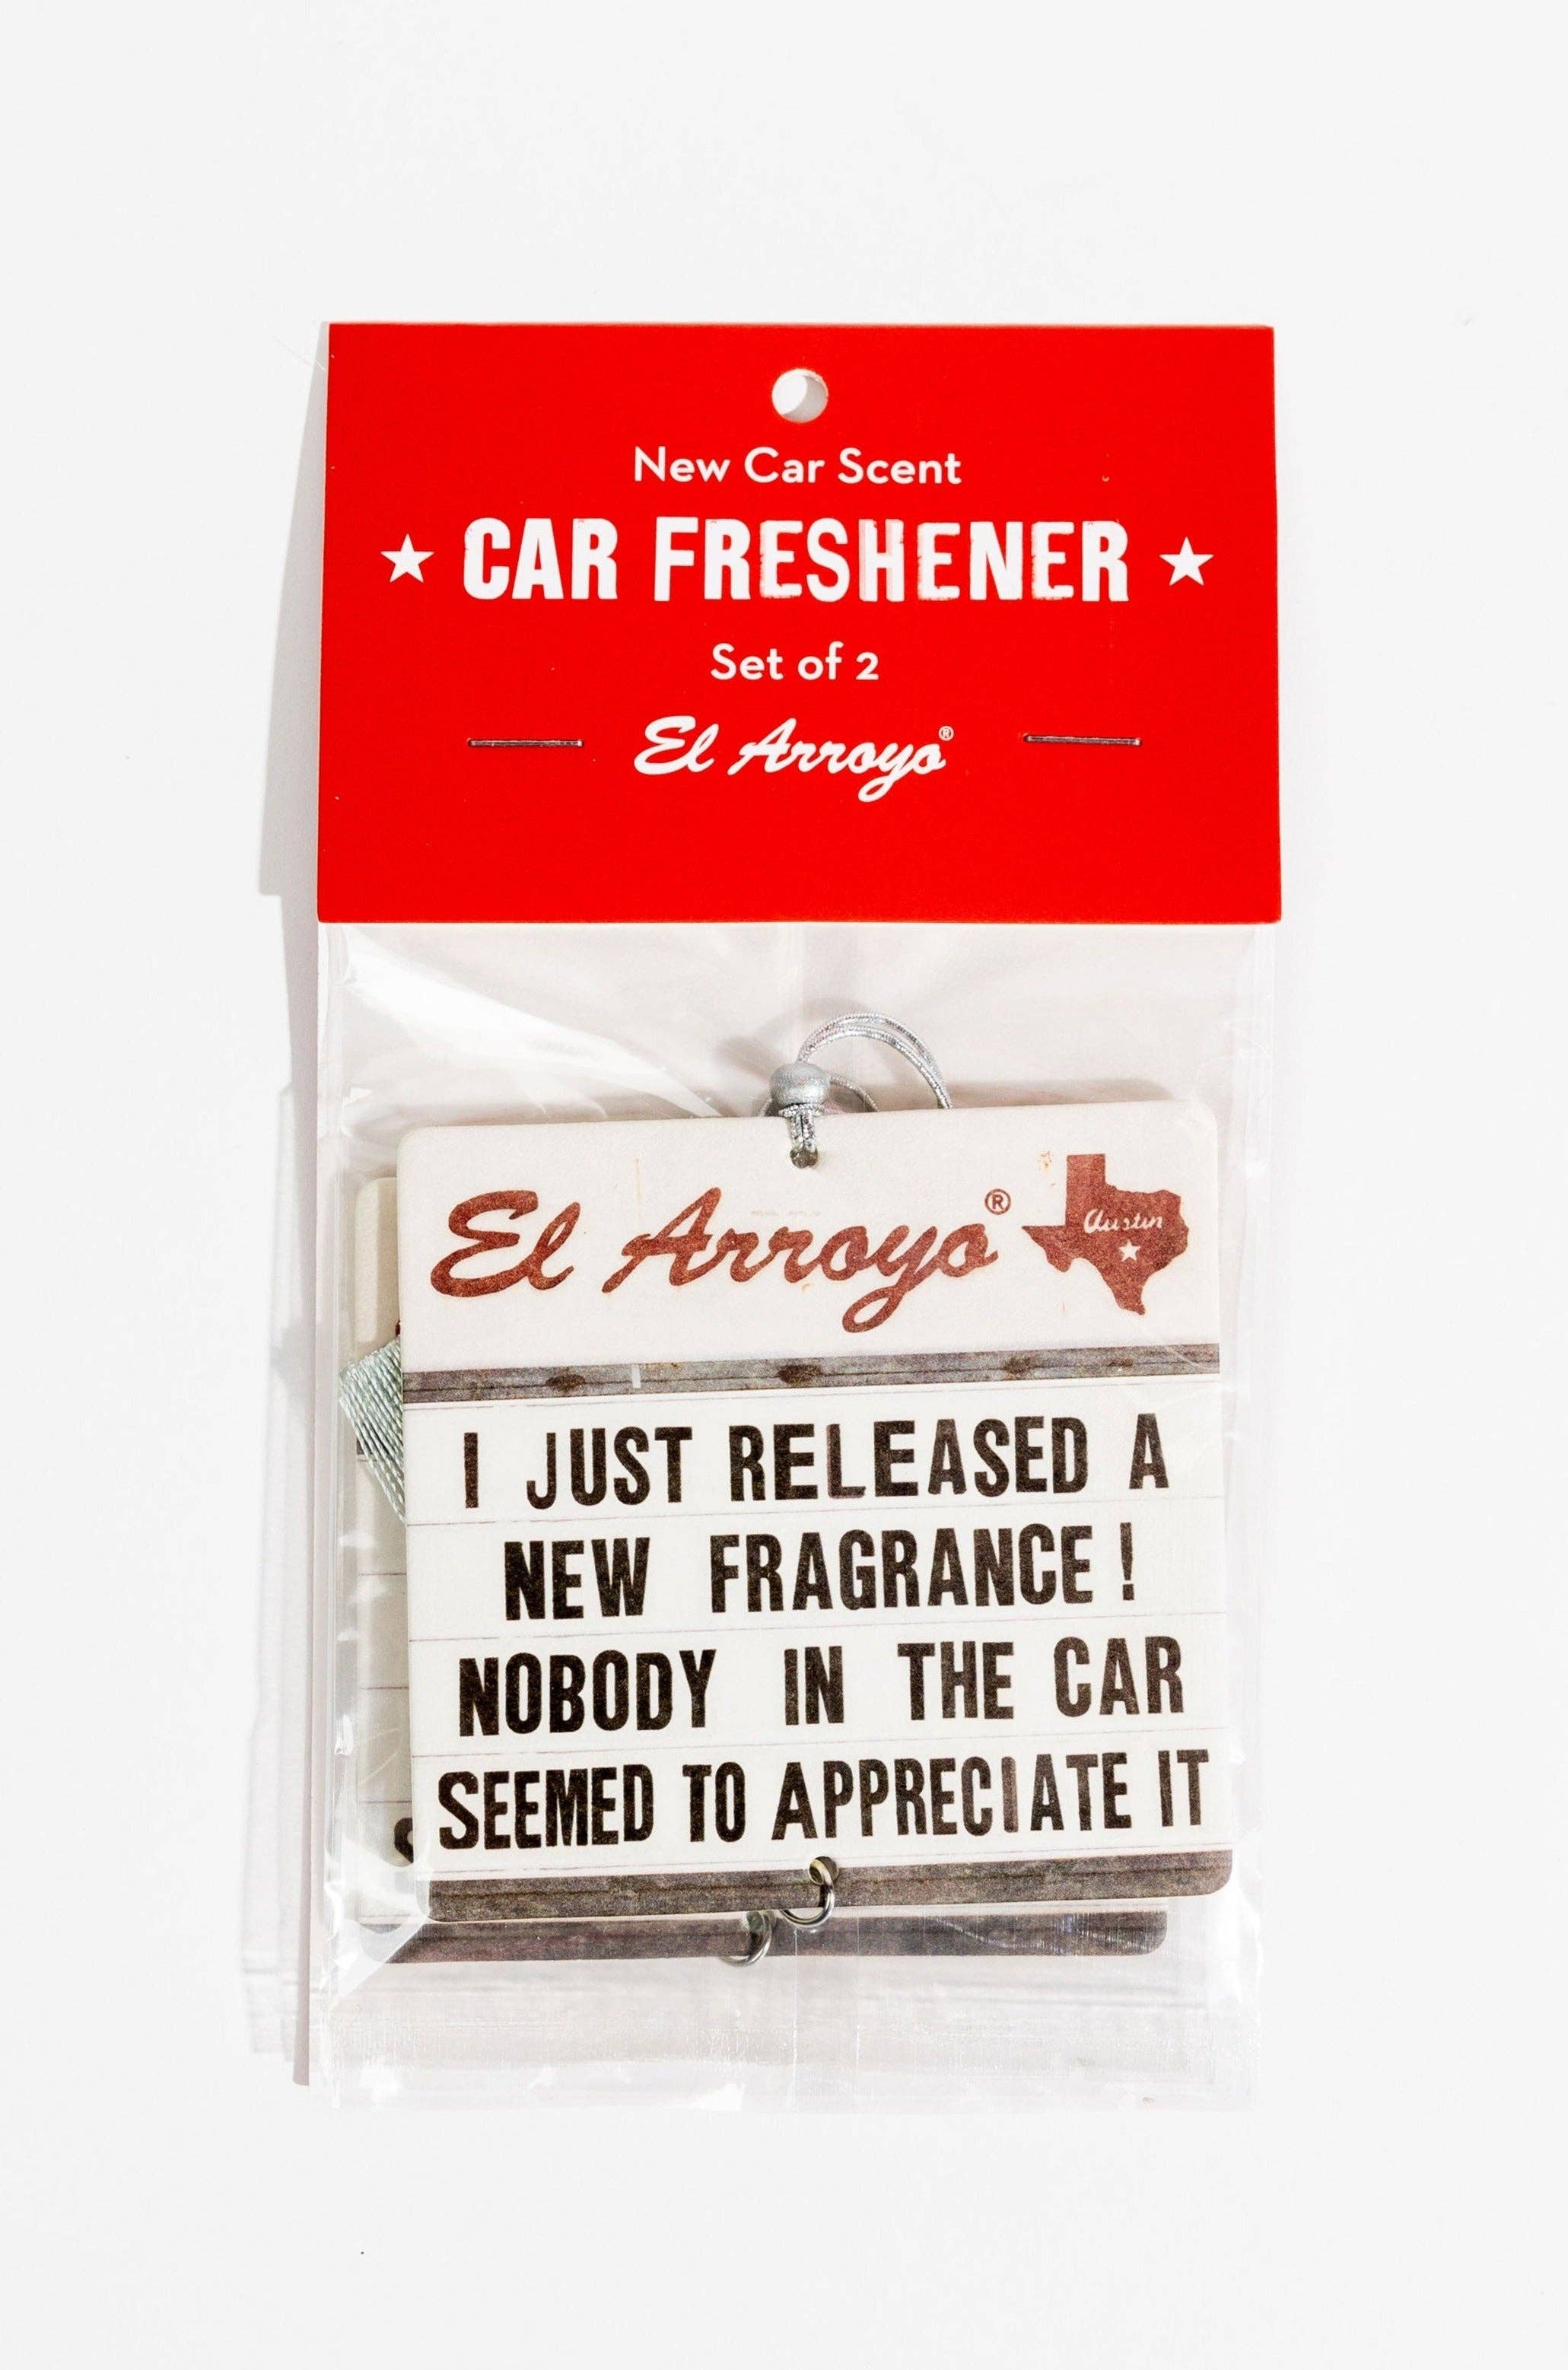 New Car Scent
★ CAR FRESHENER ★
Set of 2
El Arroyo®
El Arroyo®
Austin
I JUST RELEASED A
NEW FRAGRANCE!
NOBODY IN THE CAR
SEEMED TO APPRECIATE IT